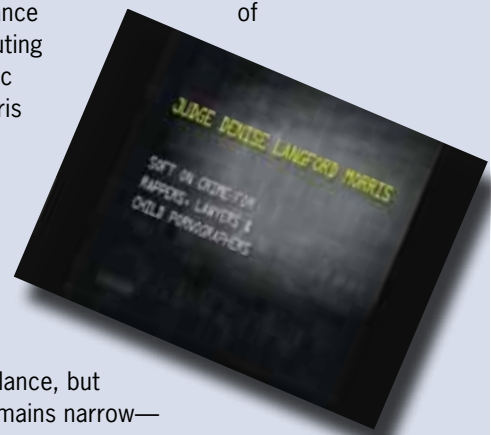 ance of
uting
c
ris
JUDGE DENISE LANGFORD MORRIS
SOFT ON CRIME FOR
RAPPERS, LAWYERS &
CHILD PORNOGRAPHERS
lance, but
mains narrow—